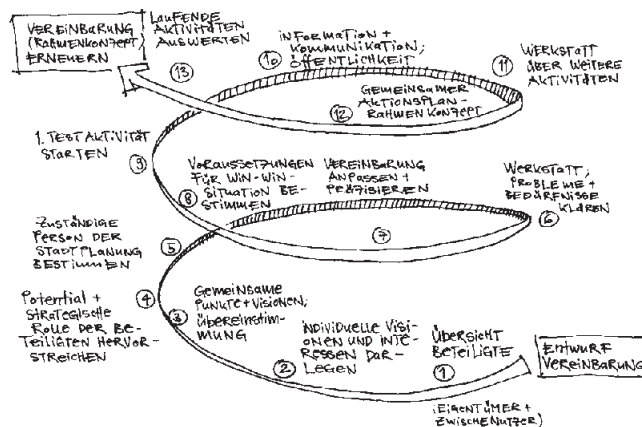 VEREINBARUNG
(RAHMENKONZEPT)
ERNEUERN
LAUFENDE
AKTIVITÄTEN
AUSWERTEN
13
10
INFORMATION +
KOMMUNIKATION,
ÖFFENTLICHKEIT
11
WERKSTATT
ÜBER WEITERE
AKTIVITÄTEN
GEMEINSAMER
AKTIONSPLAN -
RAHMENKONZEPT
12
1. TESTAKTIVITÄT
STARTEN
9
VORAUSSETZUNGEN
FÜR WIN-WIN-
SITUATION BE-
STIMMEN
8
VEREINBARUNG
ANPASSEN +
PRÄZISIEREN
7
WERKSTATT,
PROBLEME +
BEDÜRFNISSE
KLÄREN
6
ZUSTÄNDIGE
PERSON DER
STADTPLANUNG
BESTIMMEN
5
Potential +
STRATEGISCHE
ROLLE DER BE-
TEILIGTEN HERVOR-
STREICHEN
4
GEMEINSAME
PUNKTE + VISIONEN,
ÜBEREINSTIM-
MUNG
3
INDIVIDUELLE VISI-
ONEN UND INTE-
RESSEN DAR-
LEGEN
2
ÜBERSICHT
BETEILIGTE
1
(EIGENTÜMER +
ZWISCHENNUTZER)
ENTWURF
VEREINBARUNG